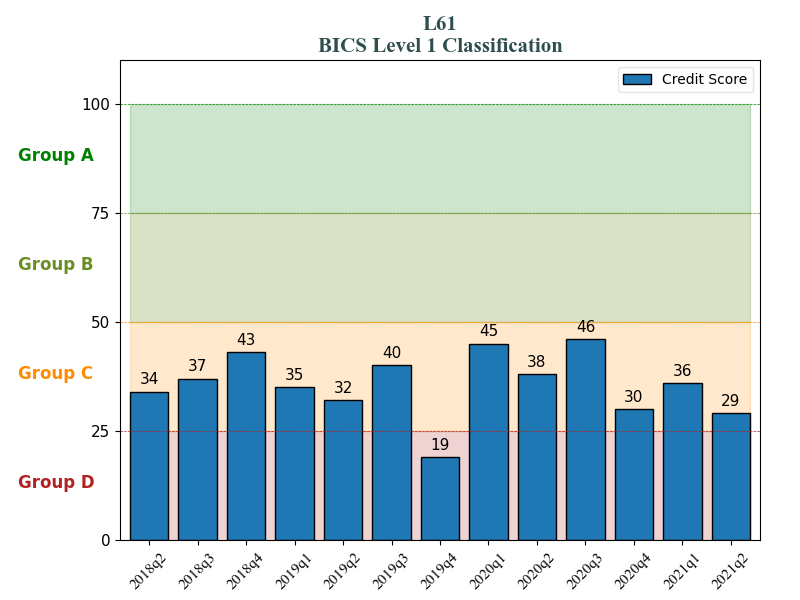 L61
BICS Level 1 Classification
Credit Score
100
Group A
75
Group B
50
Group C
25
Group D
0
34
37
43
35
32
40
19
45
38
46
30
36
29
2018q2
2018q3
2018q4
2019q1
2019q2
2019q3
2019q4
2020q1
2020q2
2020q3
2020q4
2021q1
2021q2